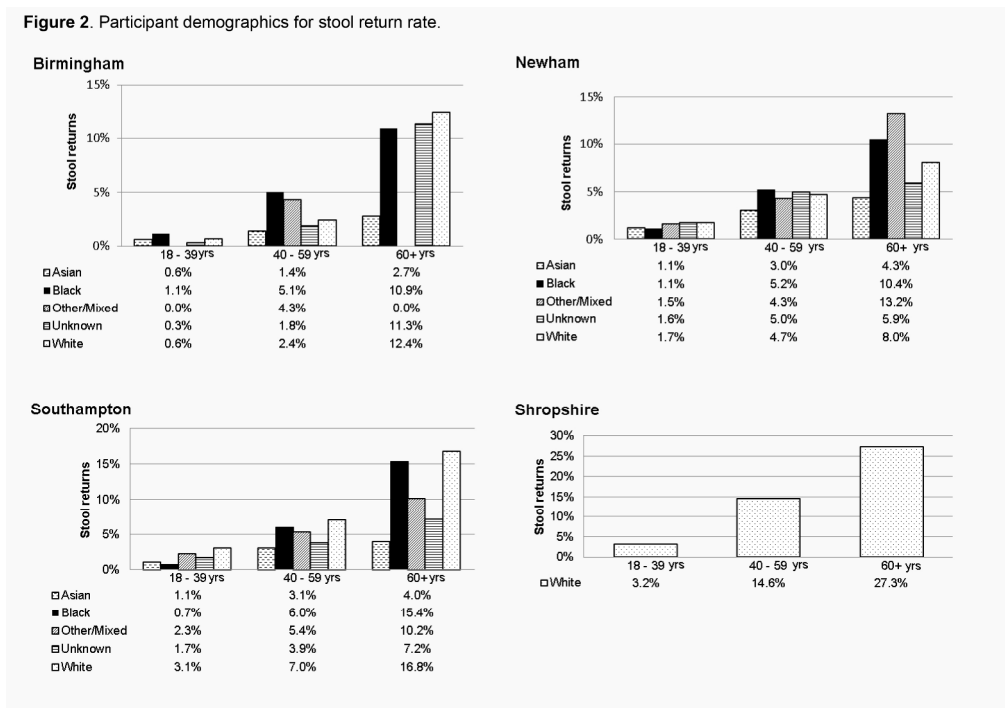 Figure 2. Participant demographics for stool return rate.
Birmingham
15%
10%
5%
0%
Stool returns
18 - 39 yrs 40 - 59 yrs 60+ yrs
Asian 0.6% 1.4% 2.7%
Black 1.1% 5.1% 10.9%
Other/Mixed 0.0% 4.3% 0.0%
Unknown 0.3% 1.8% 11.3%
White 0.6% 2.4% 12.4%
Newham
15%
10%
5%
0%
Stool returns
18 - 39 yrs 40 - 59 yrs 60+ yrs
Asian 1.1% 3.0% 4.3%
Black 1.1% 5.2% 10.4%
Other/Mixed 1.5% 4.3% 13.2%
Unknown 1.6% 5.0% 5.9%
White 1.7% 4.7% 8.0%
Southampton
20%
15%
10%
5%
0%
Stool returns
18 - 39 yrs 40 - 59 yrs 60+ yrs
Asian 1.1% 3.1% 4.0%
Black 0.7% 6.0% 15.4%
Other/Mixed 2.3% 5.4% 10.2%
Unknown 1.7% 3.9% 7.2%
White 3.1% 7.0% 16.8%
Shropshire
30%
25%
20%
15%
10%
5%
0%
Stool returns
18 - 39 yrs 40 - 59 yrs 60+ yrs
White 3.2% 14.6% 27.3%